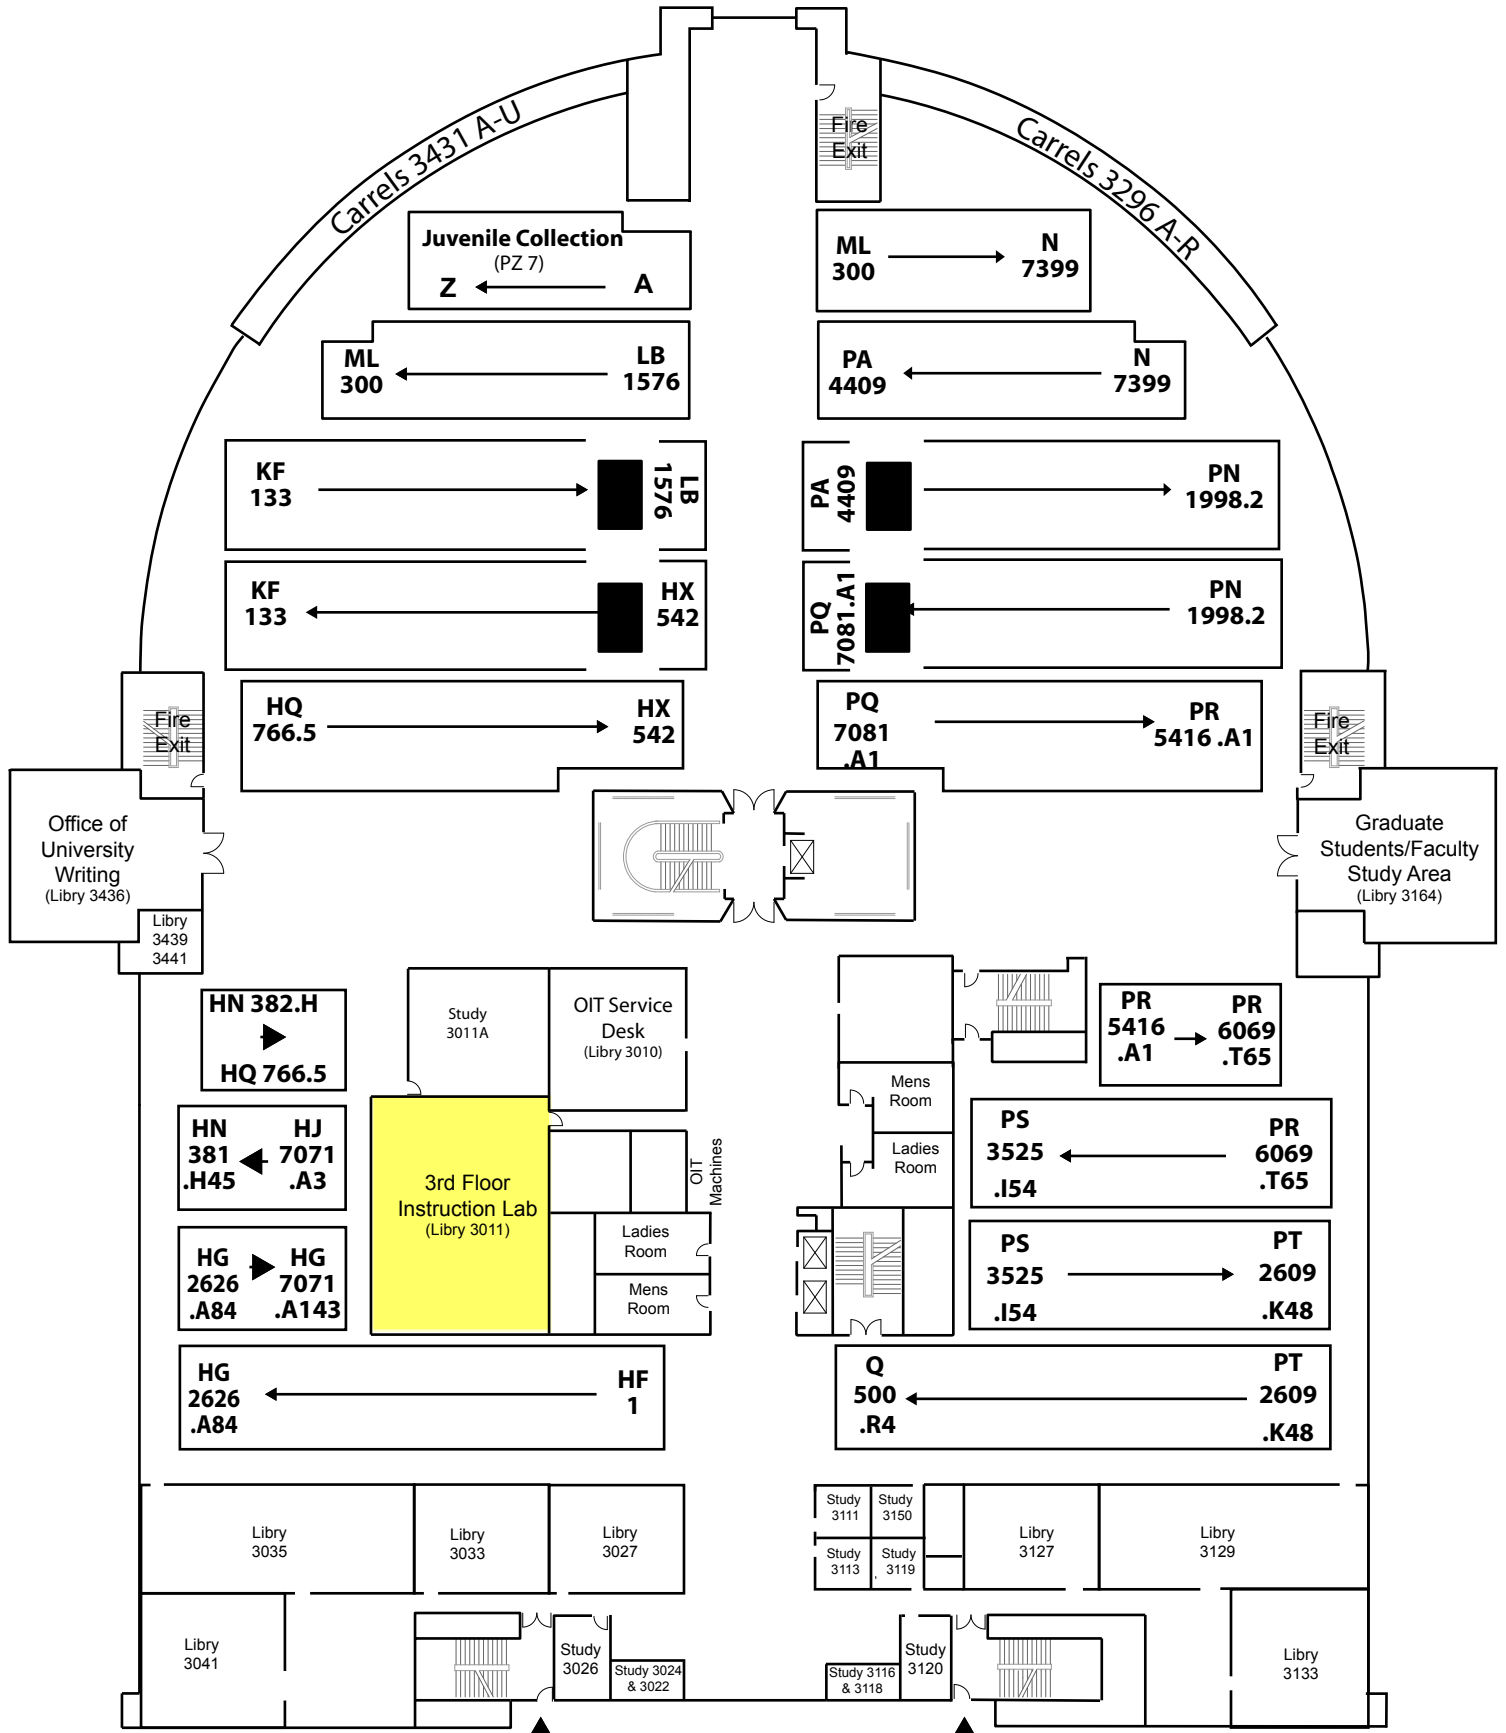 Carrels 3431 A-U
Fire
Exit
Carrels 3296 A-R
Juvenile Collection
(PZ 7)
Z
A
ML
300
N
7399
ML
300
LB
1576
PA
4409
N
7399
KF
133
LB
1576
PA
4409
PN
1998.2
KF
133
HX
542
PQ
7081.A1
PN
1998.2
HQ
766.5
HX
542
PQ
7081
.A1
PR
5416 .A1
Fire
Exit
Fire
Exit
Office of
University
Writing
(Libry 3436)
Libry
3439
3441
Graduate
Students/Faculty
Study Area
(Libry 3164)
HN 382.H
HQ 766.5
Study
3011A
OIT Service
Desk
(Libry 3010)
PR
5416
.A1
PR
6069
.T65
Mens
Room
Ladies
Room
HN
381
.H45
HJ
7071
.A3
3rd Floor
Instruction Lab
(Libry 3011)
OIT
Machines
PS
3525
.I54
PR
6069
.T65
HG
2626
.A84
HG
7071
.A143
Ladies
Room
Mens
Room
PS
3525
.I54
PT
2609
.K48
HG
2626
.A84
HF
1
Q
500
.R4
PT
2609
.K48
Libry
3035
Libry
3033
Libry
3027
Study
3111
Study
3150
Study
3113
Study
3119
Libry
3127
Libry
3129
Libry
3041
Study
3026
Study 3024
& 3022
Study 3116
& 3118
Study
3120
Libry
3133